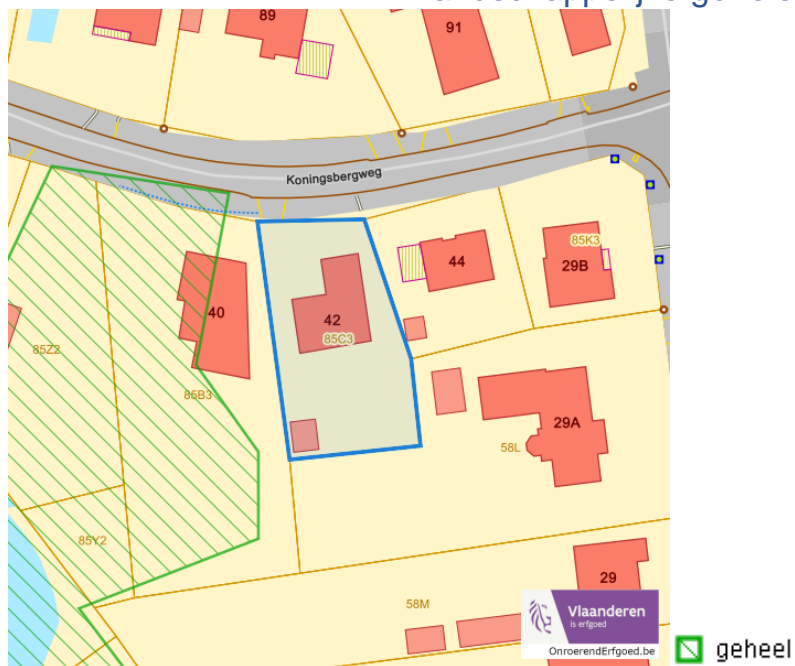 89
91
Koningsbergweg
85K3
44
29B
40
42
85C3
85Z2
85B3
29A
58L
85Y2
29
58M
Vlaanderen
is erfgoed
OnroerendErfgoed.be
geheel